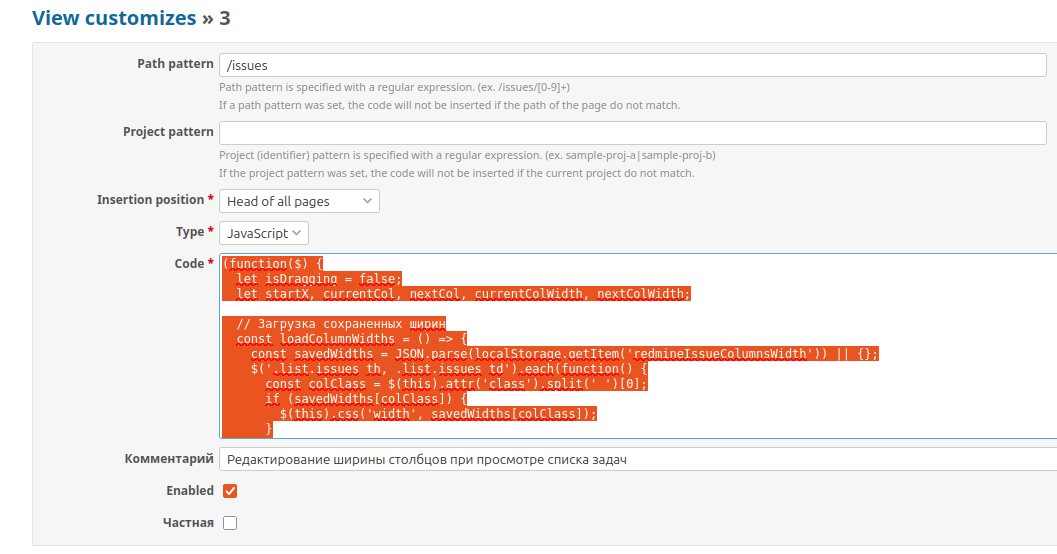 View customizes » 3
Path pattern
/issues
Path pattern is specified with a regular expression. (ex. /issues/[0-9]+)
If a path pattern was set, the code will not be inserted if the path of the page do not match.
Project pattern
Project (identifier) pattern is specified with a regular expression. (ex. sample-proj-a|sample-proj-b)
If the project pattern was set, the code will not be inserted if the current project do not match.
Insertion position *
Head of all pages
Type *
JavaScript
Code *
(function($) {
let isDragging = false;
let startX, currentCol, nextCol, currentColWidth, nextColWidth;
// Загрузка сохраненных ширин
const loadColumnWidths = () => {
const savedWidths = JSON.parse(localStorage.getItem('redmineIssueColumnsWidth')) || {};
$('.list.issues th, .list.issues td').each(function() {
const colClass = $(this).attr('class').split(' ')[0];
if (savedWidths[colClass]) {
$(this).css('width', savedWidths[colClass]);
}
Комментарий
Редактирование ширины столбцов при просмотре списка задач
Enabled
Частная